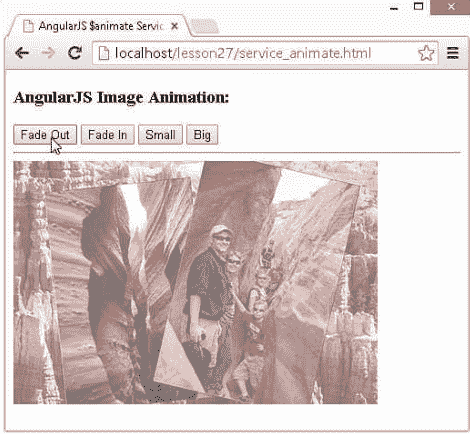 AngularJS $animate Servic
localhost/lesson27/service_animate.html
AngularJS Image Animation:
Fade Out Fade In Small Big